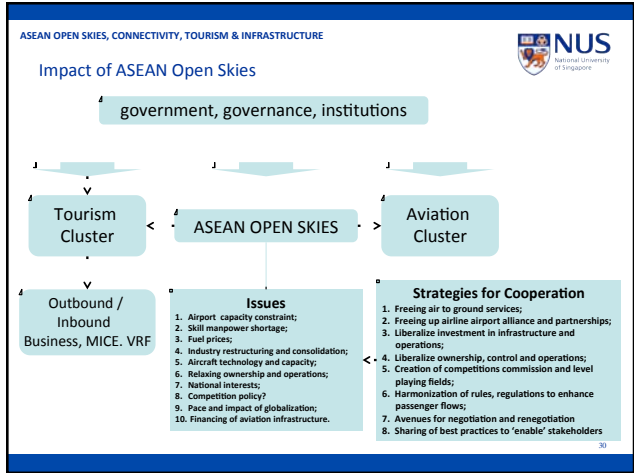 ASEAN OPEN SKIES, CONNECTIVITY, TOURISM & INFRASTRUCTURE
NUS
National University
of Singapore
Impact of ASEAN Open Skies
government, governance, institutions
Tourism
Cluster
ASEAN OPEN SKIES
Aviation
Cluster
Outbound /
Inbound
Business, MICE. VRF
Issues
1. Airport capacity constraint;
2. Skill manpower shortage;
3. Fuel prices;
4. Industry restructuring and consolidation;
5. Aircraft technology and capacity;
6. Relaxing ownership and operations;
7. National interests;
8. Competition policy?
9. Pace and impact of globalization;
10. Financing of aviation infrastructure.
Strategies for Cooperation
1. Freeing air to ground services;
2. Freeing up airline airport alliance and partnerships;
3. Liberalize investment in infrastructure and
operations;
4. Liberalize ownership, control and operations;
5. Creation of competitions commission and level
playing fields;
6. Harmonization of rules, regulations to enhance
passenger flows;
7. Avenues for negotiation and renegotiation
8. Sharing of best practices to ‘enable’ stakeholders
30